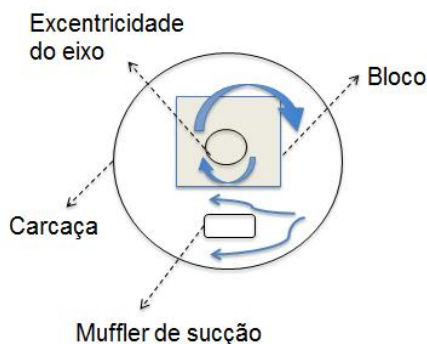 Excentricidade
do eixo
Bloco
Carcaça
Muffler de sucção